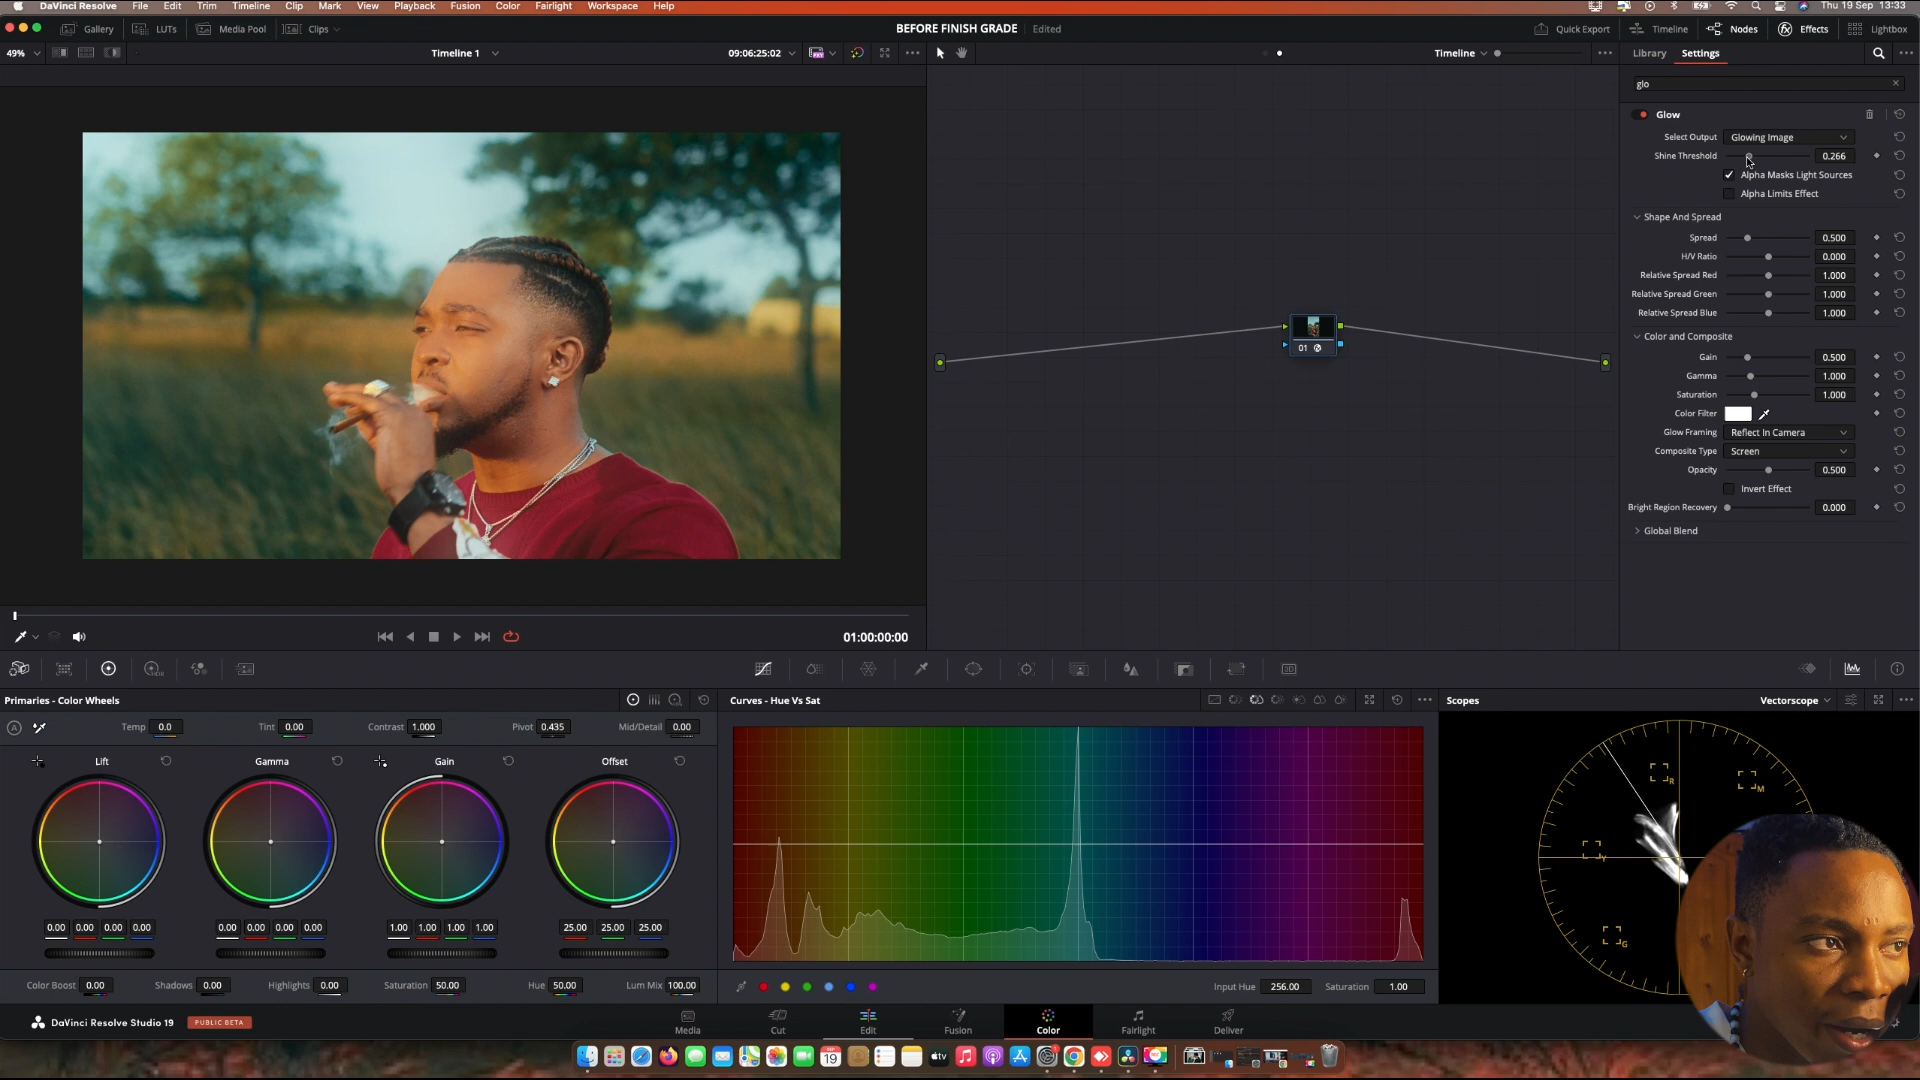 DaVinci Resolve File Edit Trim Timeline Clip Mark View Playback Fusion Color Fairlight Workspace Help Thu 19 Sep 13:33
Gallery LUTs Media Pool Clips BEFORE FINISH GRADE Edited Quick Export Timeline Nodes Effects Lightbox
49% Timeline 1 09:06:25:02 Timeline Library Settings
glo
Glow
Select Output Glowing Image
Shine Threshold 0.266
Alpha Masks Light Sources
Alpha Limits Effect
Shape And Spread
Spread 0.500
H/V Ratio 0.000
Relative Spread Red 1.000
Relative Spread Green 1.000
Relative Spread Blue 1.000
Color and Composite
Gain 0.500
Gamma 1.000
Saturation 1.000
Color Filter
Glow Framing Reflect In Camera
Composite Type Screen
Opacity 0.500
Invert Effect
Bright Region Recovery 0.000
Global Blend
01
01:00:00:00
Primaries - Color Wheels Curves - Hue Vs Sat Scopes Vectorscope
Temp 0.0 Tint 0.00 Contrast 1.000 Pivot 0.435 Mid/Detail 0.00
Lift Gamma Gain Offset
R M Y G
0.00 0.00 0.00 0.00 0.00 0.00 0.00 0.00 1.00 1.00 1.00 1.00 25.00 25.00 25.00
Color Boost 0.00 Shadows 0.00 Highlights 0.00 Saturation 50.00 Hue 50.00 Lum Mix 100.00 Input Hue 256.00 Saturation 1.00
DaVinci Resolve Studio 19 PUBLIC BETA
Media Cut Edit Fusion Color Fairlight Deliver
SEP
19
tv